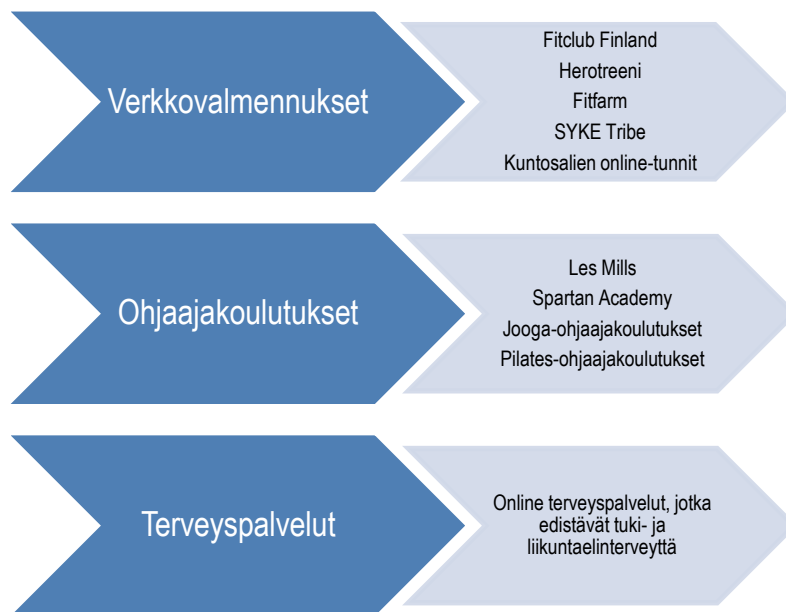 Verkkovalmennukset
Fitclub Finland
Herotreeni
Fitfarm
SYKE Tribe
Kuntosalien online-tunnit
Ohjaajakoulutukset
Les Mills
Spartan Academy
Jooga-ohjaajakoulutukset
Pilates-ohjaajakoulutukset
Terveyspalvelut
Online terveyspalvelut, jotka
edistävät tuki- ja
liikuntaelinterveyttä